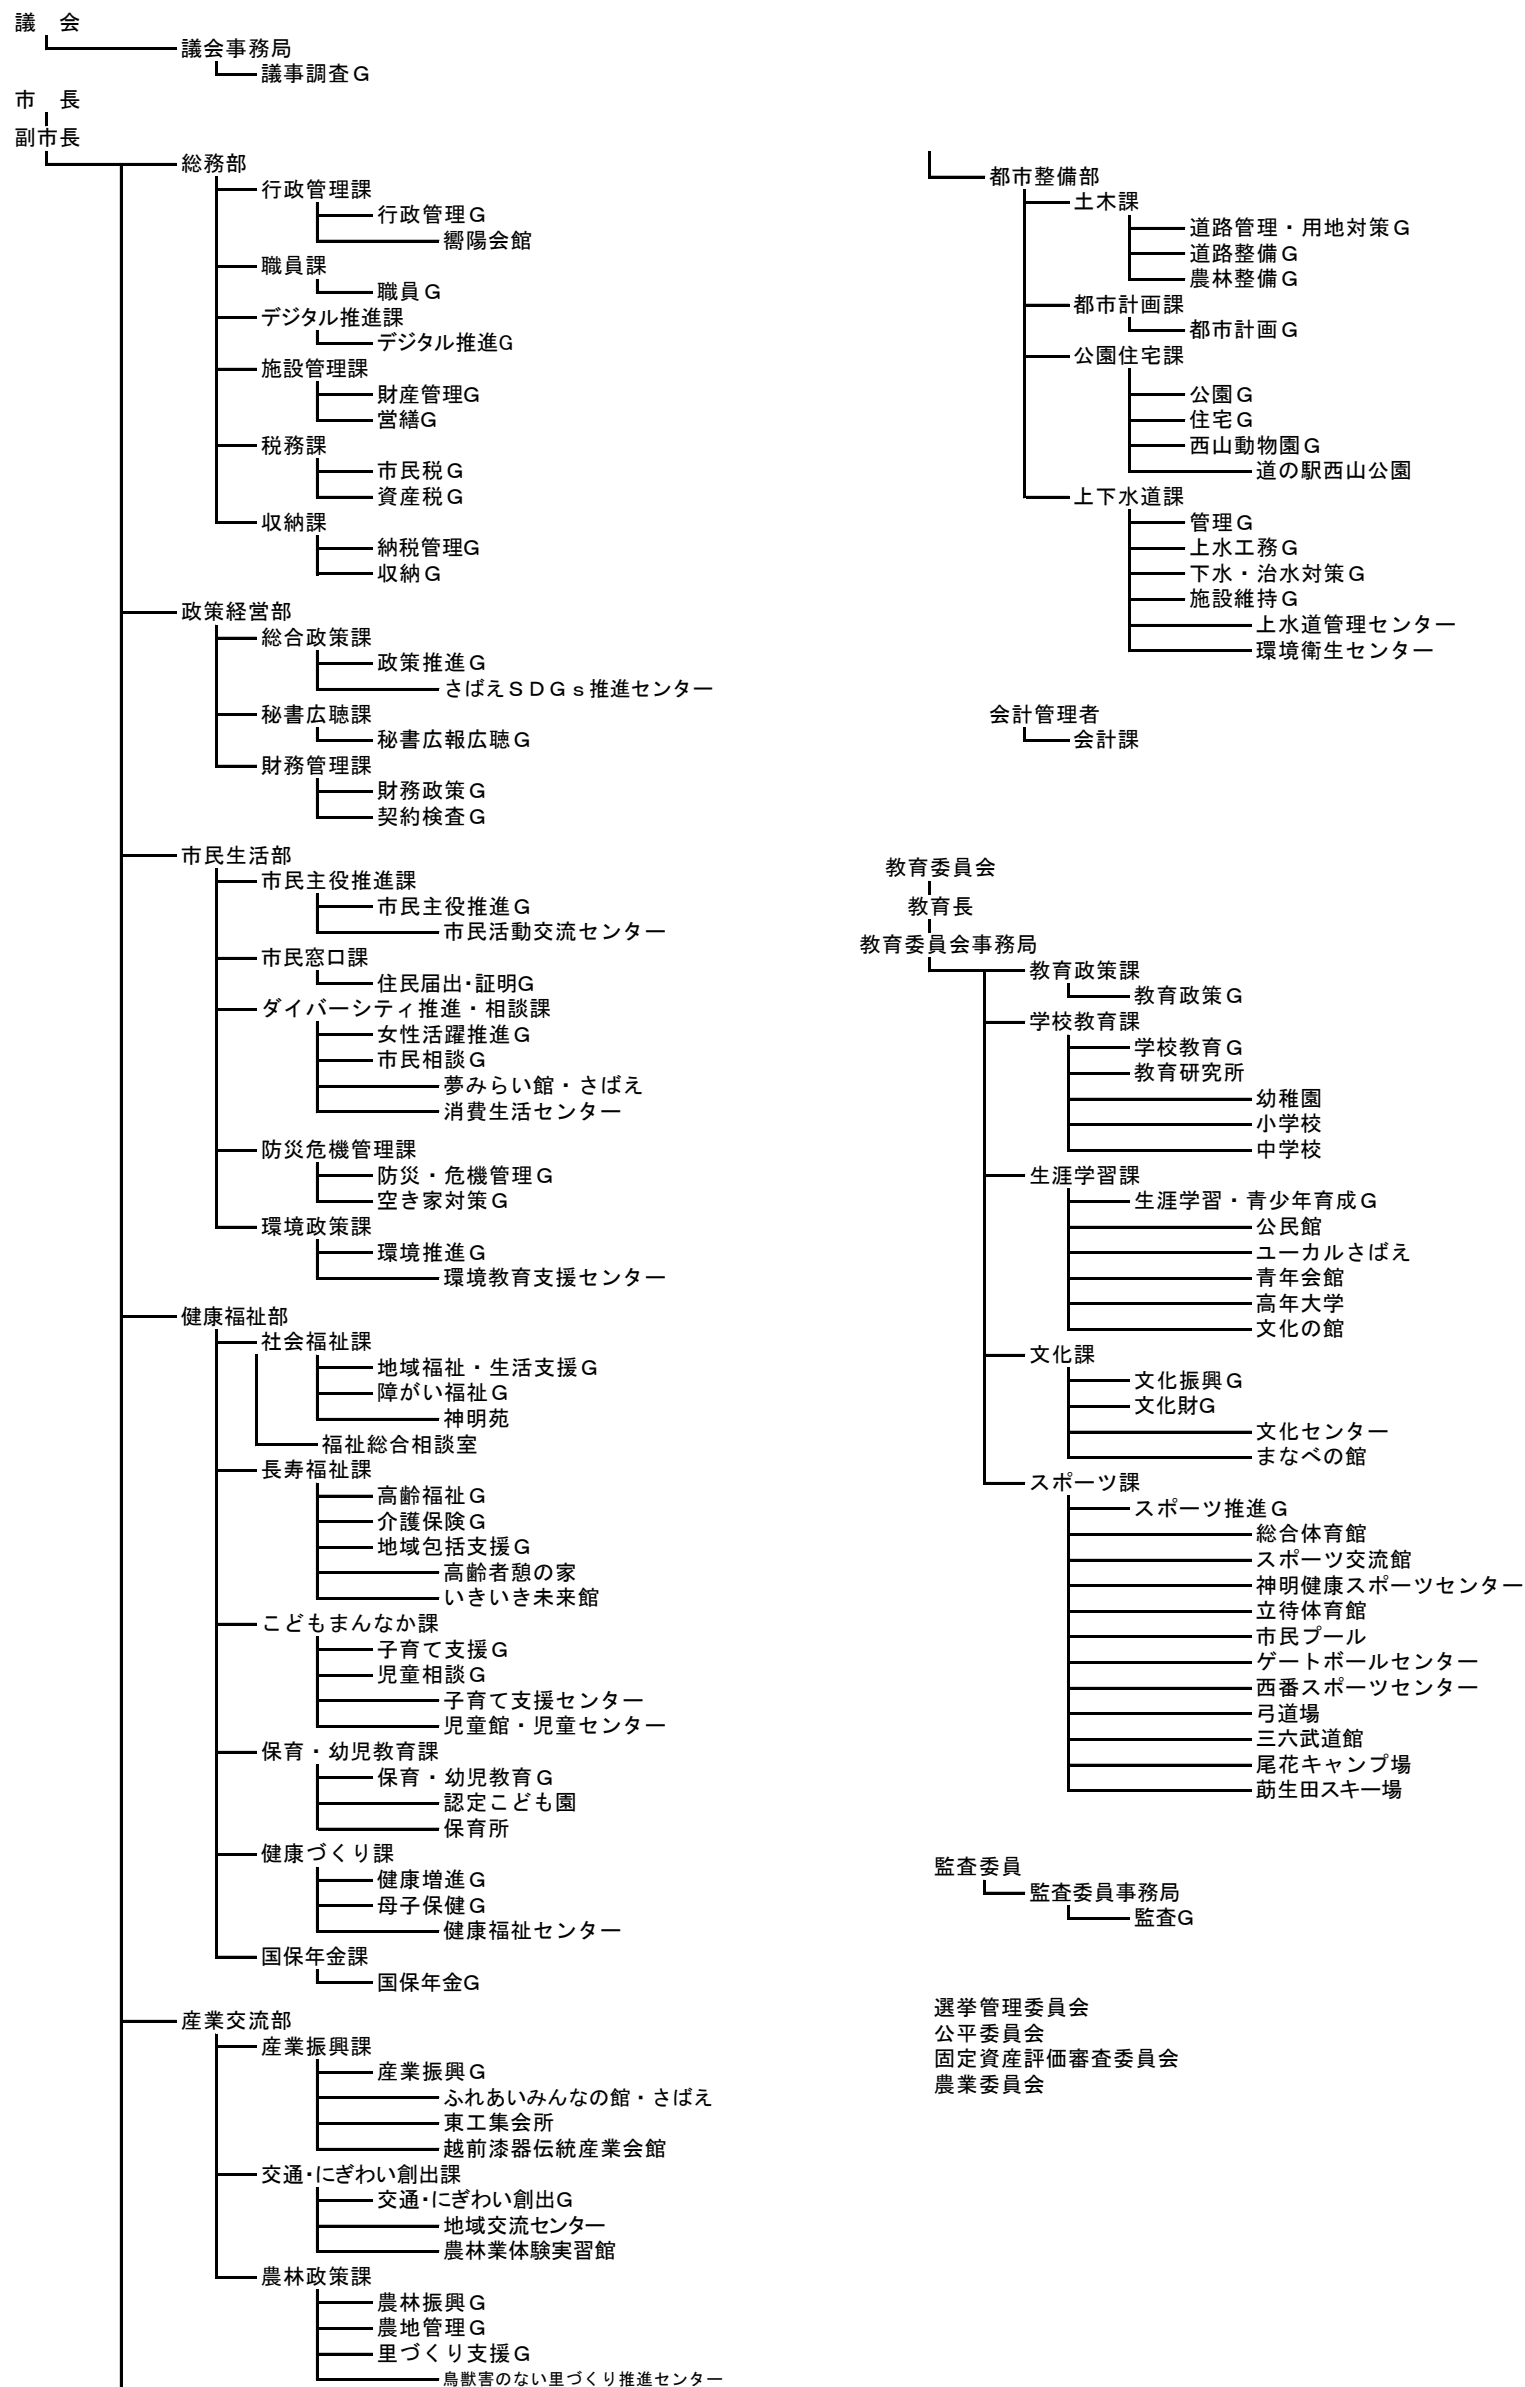 議　会
議会事務局
議事調査Ｇ
市　長
副市長
総務部
行政管理課
行政管理Ｇ
嚮陽会館
職員課
職員Ｇ
デジタル推進課
デジタル推進G
施設管理課
財産管理G
営繕G
税務課
市民税Ｇ
資産税Ｇ
収納課
納税管理G
収納Ｇ
政策経営部
総合政策課
政策推進Ｇ
さばえＳＤＧｓ推進センター
秘書広聴課
秘書広報広聴Ｇ
財務管理課
財務政策Ｇ
契約検査Ｇ
市民生活部
市民主役推進課
市民主役推進Ｇ
市民活動交流センター
市民窓口課
住民届出・証明G
ダイバーシティ推進・相談課
女性活躍推進Ｇ
市民相談Ｇ
夢みらい館・さばえ
消費生活センター
防災危機管理課
防災・危機管理Ｇ
空き家対策Ｇ
環境政策課
環境推進Ｇ
環境教育支援センター
健康福祉部
社会福祉課
地域福祉・生活支援Ｇ
障がい福祉Ｇ
神明苑
福祉総合相談室
長寿福祉課
高齢福祉Ｇ
介護保険Ｇ
地域包括支援Ｇ
高齢者憩の家
いきいき未来館
こどもまんなか課
子育て支援Ｇ
児童相談Ｇ
子育て支援センター
児童館・児童センター
保育・幼児教育課
保育・幼児教育Ｇ
認定こども園
保育所
健康づくり課
健康増進Ｇ
母子保健Ｇ
健康福祉センター
国保年金課
国保年金G
産業交流部
産業振興課
産業振興Ｇ
ふれあいみんなの館・さばえ
東工集会所
越前漆器伝統産業会館
交通・にぎわい創出課
交通・にぎわい創出G
地域交流センター
農林業体験実習館
農林政策課
農林振興Ｇ
農地管理Ｇ
里づくり支援Ｇ
鳥獣害のない里づくり推進センター
都市整備部
土木課
道路管理・用地対策Ｇ
道路整備Ｇ
農林整備Ｇ
都市計画課
都市計画Ｇ
公園住宅課
公園Ｇ
住宅Ｇ
西山動物園Ｇ
道の駅西山公園
上下水道課
管理Ｇ
上水工務Ｇ
下水・治水対策Ｇ
施設維持Ｇ
上水道管理センター
環境衛生センター
会計管理者
会計課
教育委員会
教育長
教育委員会事務局
教育政策課
教育政策Ｇ
学校教育課
学校教育Ｇ
教育研究所
幼稚園
小学校
中学校
生涯学習課
生涯学習・青少年育成Ｇ
公民館
ユーカルさばえ
青年会館
高年大学
文化の館
文化課
文化振興Ｇ
文化財G
文化センター
まなべの館
スポーツ課
スポーツ推進Ｇ
総合体育館
スポーツ交流館
神明健康スポーツセンター
立待体育館
市民プール
ゲートボールセンター
西番スポーツセンター
弓道場
三六武道館
尾花キャンプ場
莇生田スキー場
監査委員
監査委員事務局
監査G
選挙管理委員会
公平委員会
固定資産評価審査委員会
農業委員会